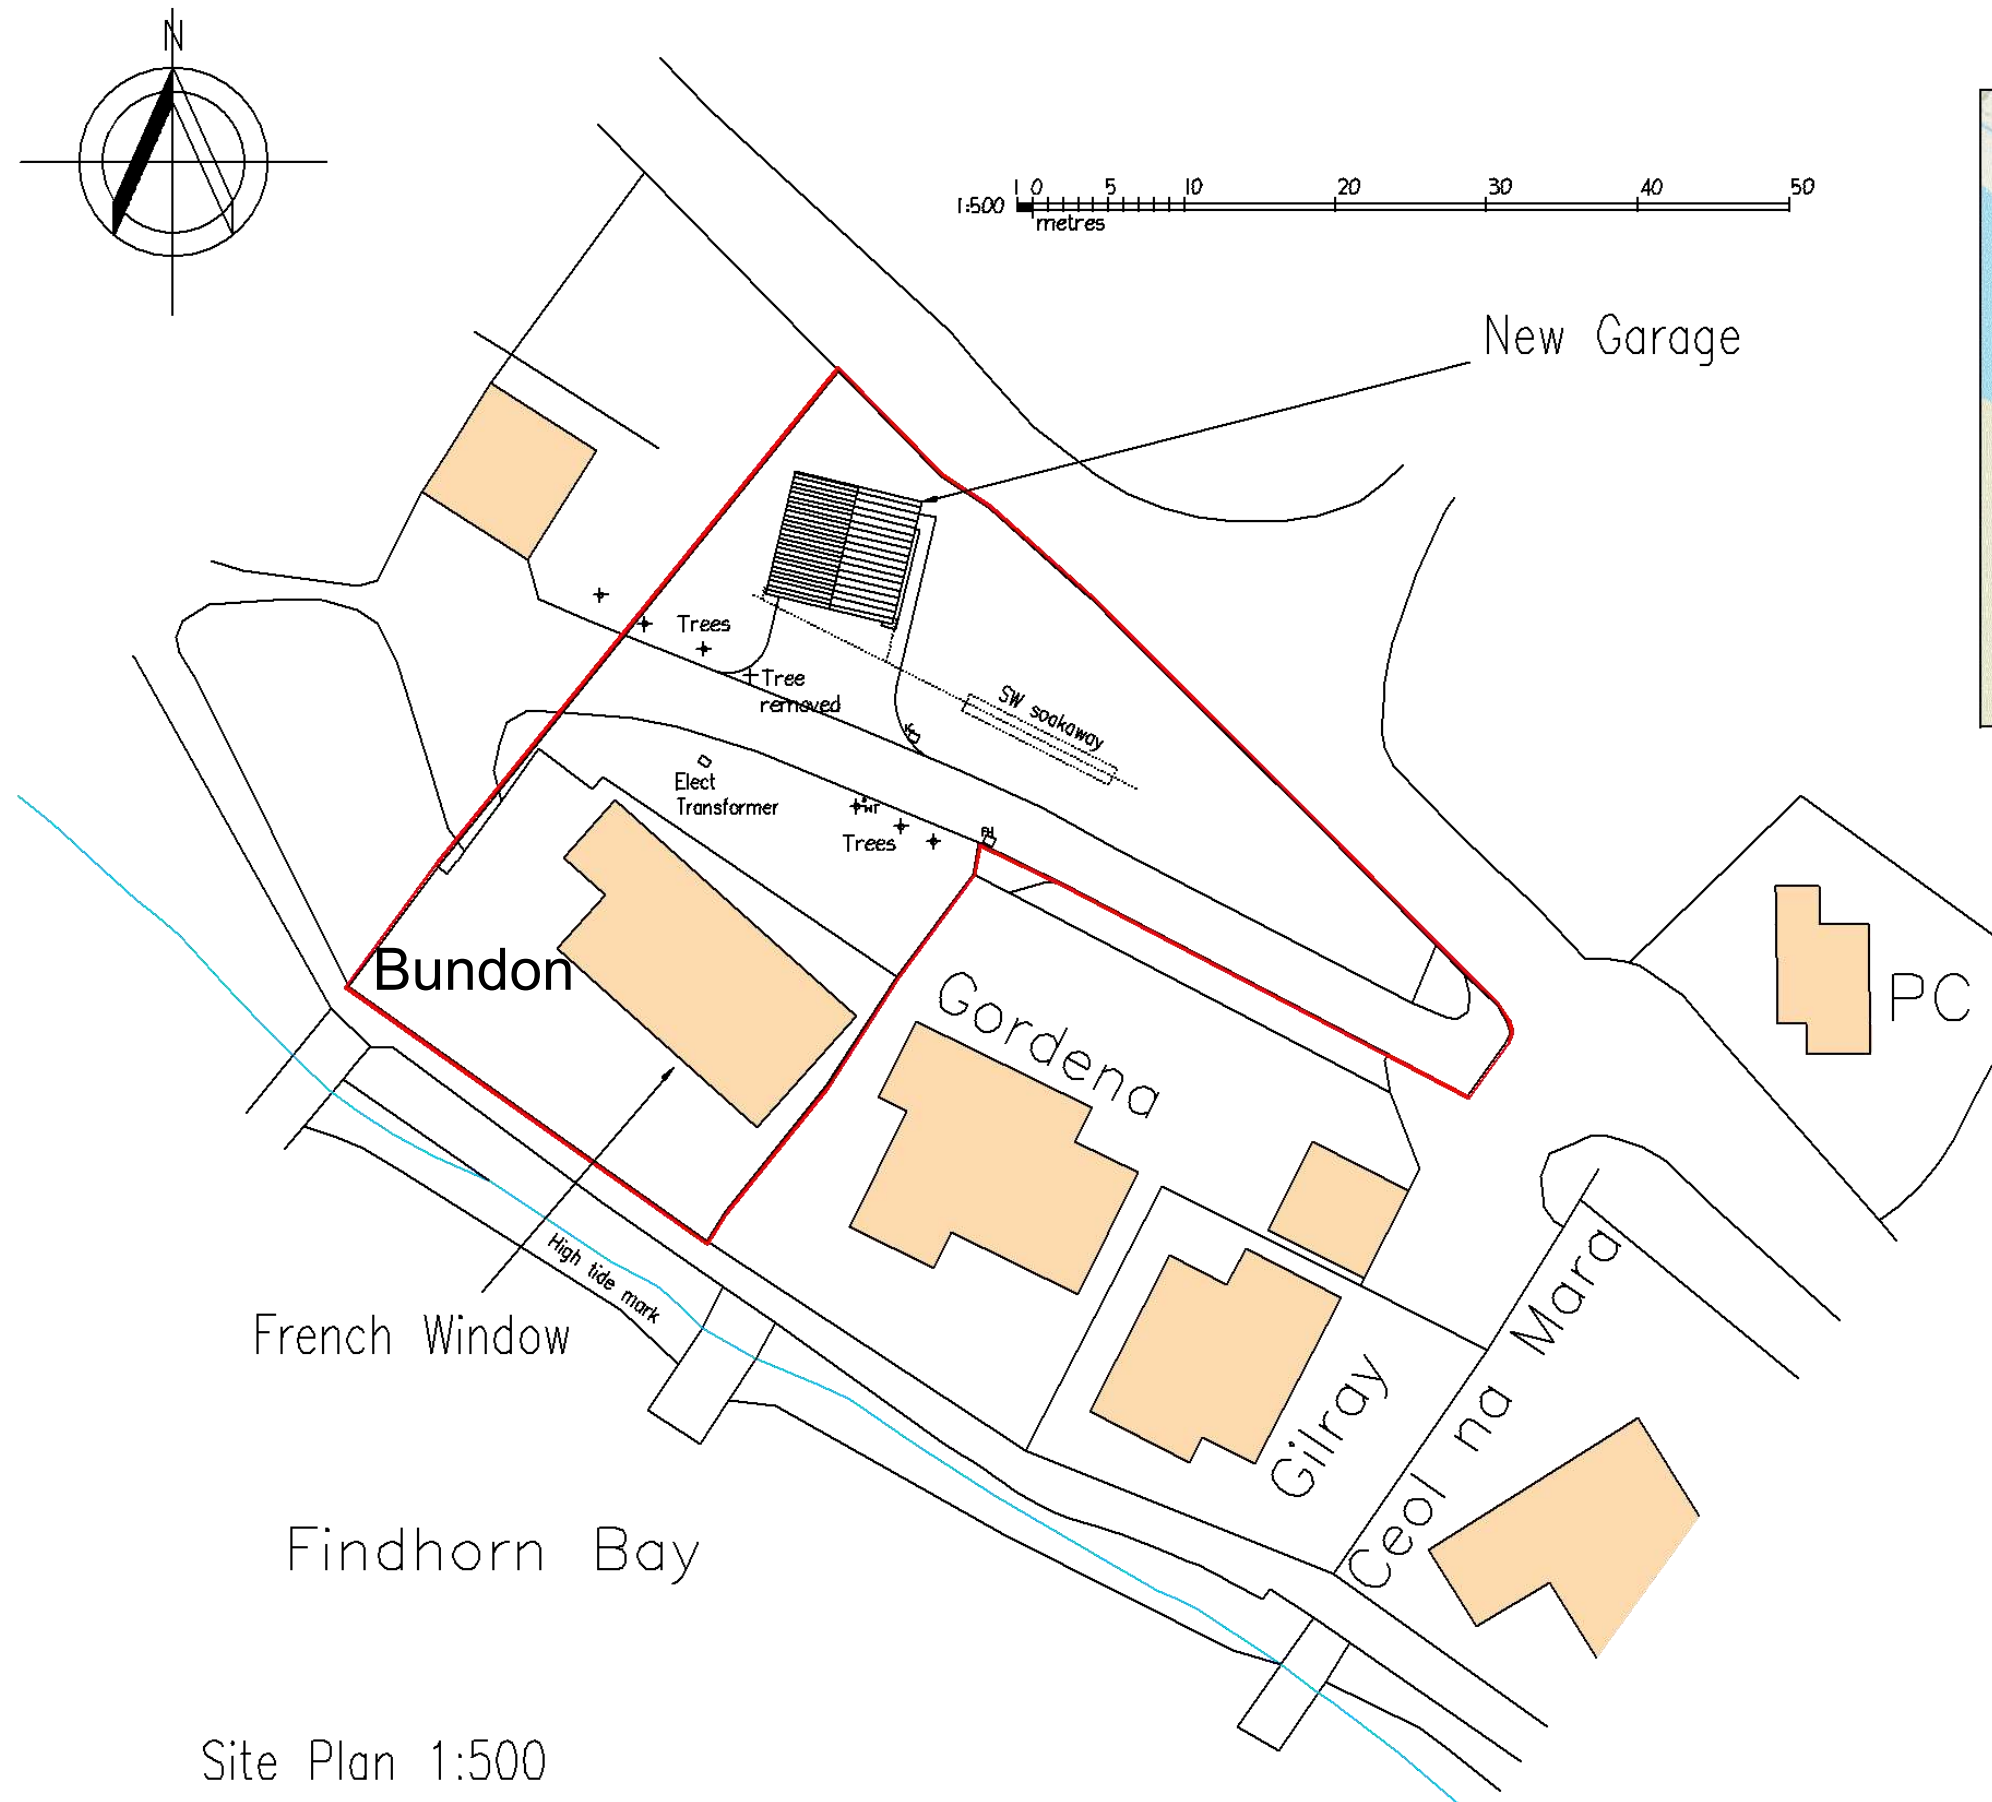 N
1 0 5 10 20 30 40 50
1:500
metres
New Garage
Trees
Tree
removed
SW soakaway
Elect
Transformer
Trees
Bundon
Gordena
PC
High tide mark
French Window
Gilray
Ceol na Mara
Findhorn Bay
Site Plan 1:500